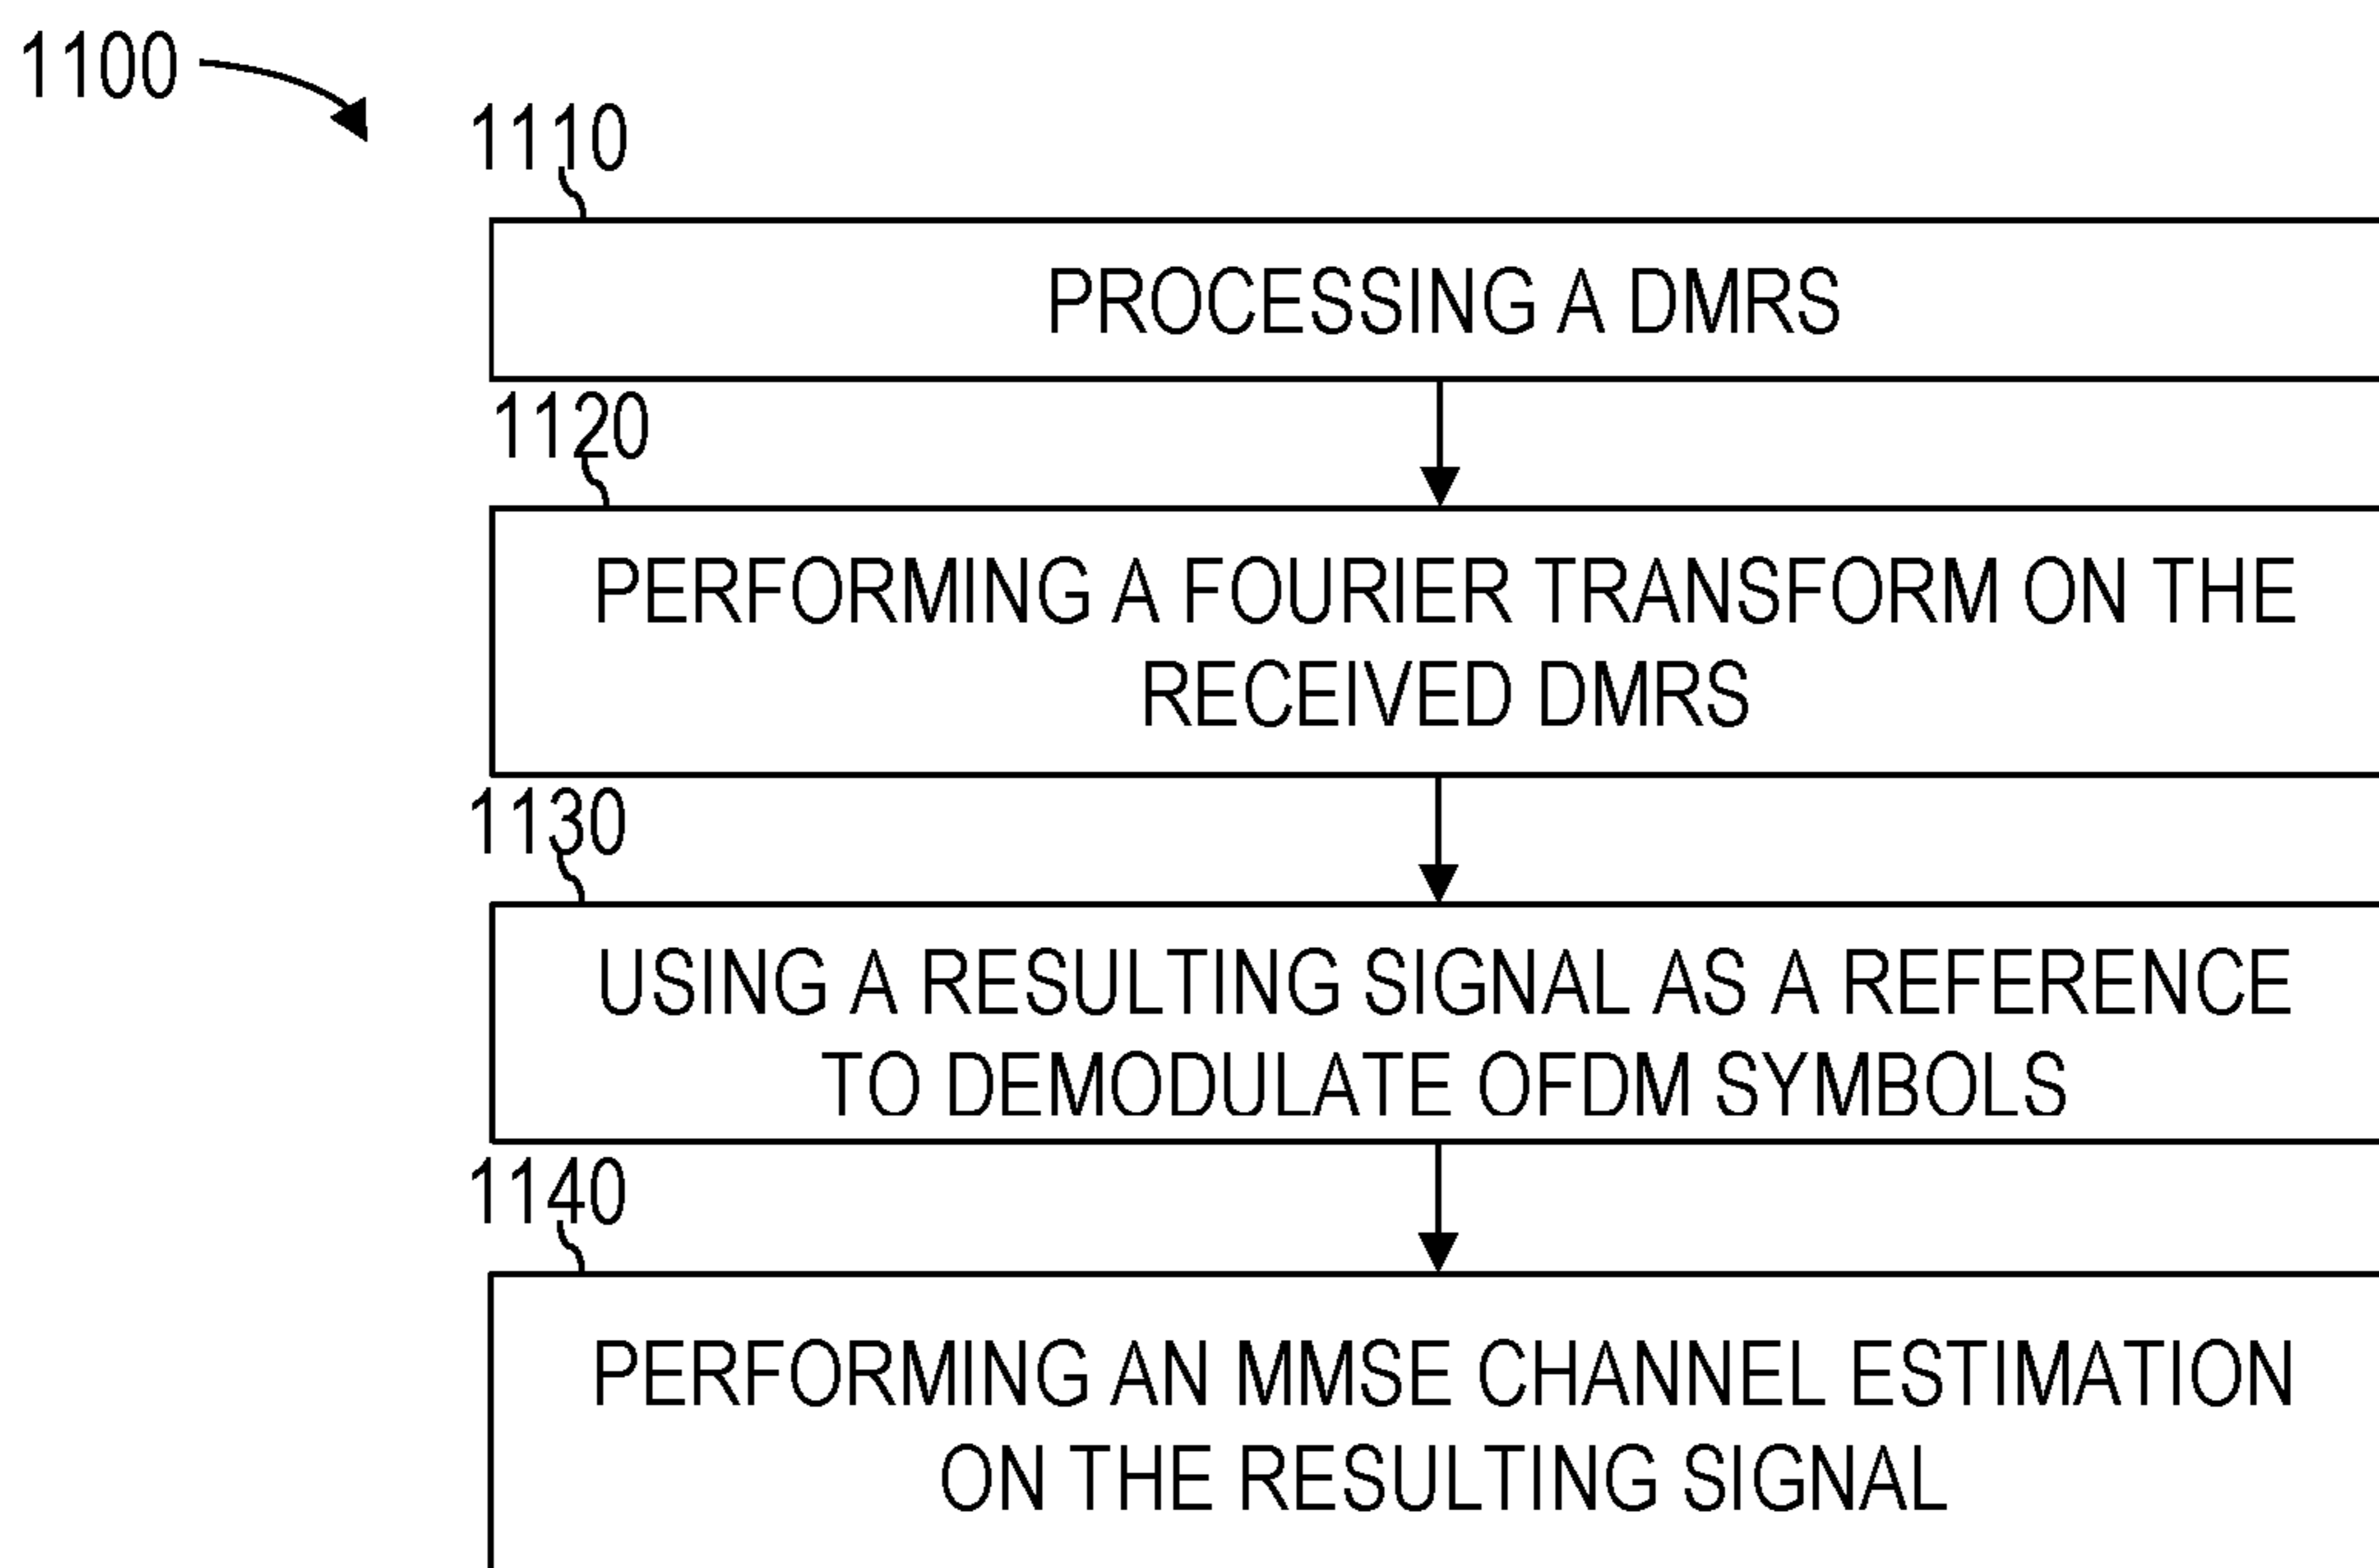 1100
1110
PROCESSING A DMRS
1120
PERFORMING A FOURIER TRANSFORM ON THE
RECEIVED DMRS
1130
USING A RESULTING SIGNAL AS A REFERENCE
TO DEMODULATE OFDM SYMBOLS
1140
PERFORMING AN MMSE CHANNEL ESTIMATION
ON THE RESULTING SIGNAL